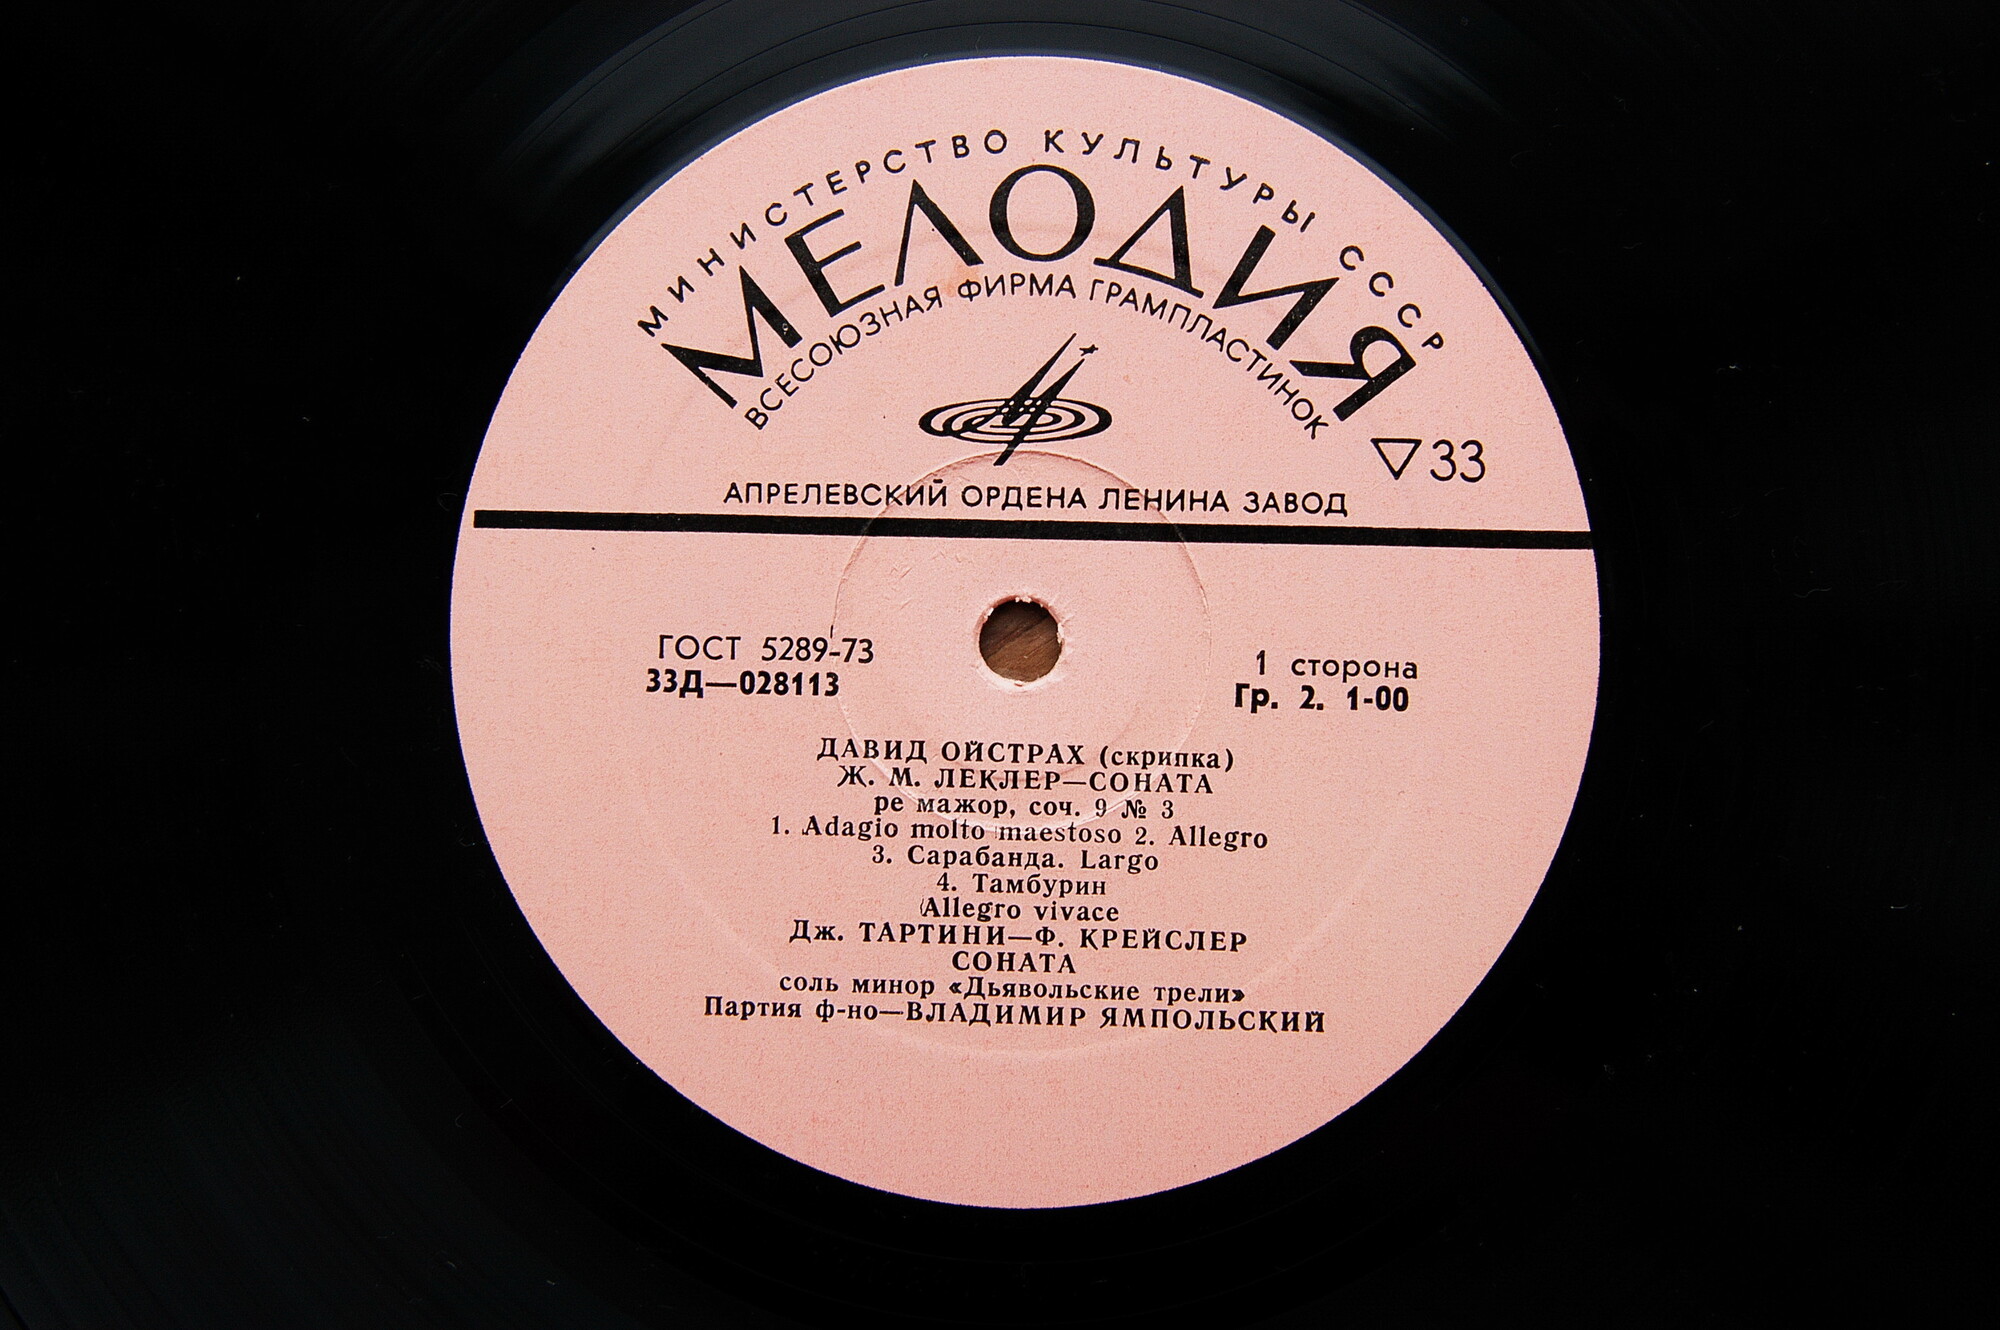 МИНИСТЕРСТВО КУЛЬТУРЫ СССР
МЕЛОДИЯ
ВСЕСОЮЗНАЯ ФИРМА ГРАМПЛАСТИНОК
▽33
АПРЕЛЕВСКИЙ ОРДЕНА ЛЕНИНА ЗАВОД
ГОСТ 5289-73
33Д—028113
1 сторона
Гр. 2. 1-00
ДАВИД ОЙСТРАХ (скрипка)
Ж. М. ЛЕКЛЕР—СОНАТА
ре мажор, соч. 9 № 3
1. Adagio molto maestoso 2. Allegro
3. Сарабанда. Largo
4. Тамбурин
Allegro vivace
Дж. ТАРТИНИ—Ф. КРЕЙСЛЕР
СОНАТА
соль минор «Дьявольские трели»
Партия ф-но—ВЛАДИМИР ЯМПОЛЬСКИЙ